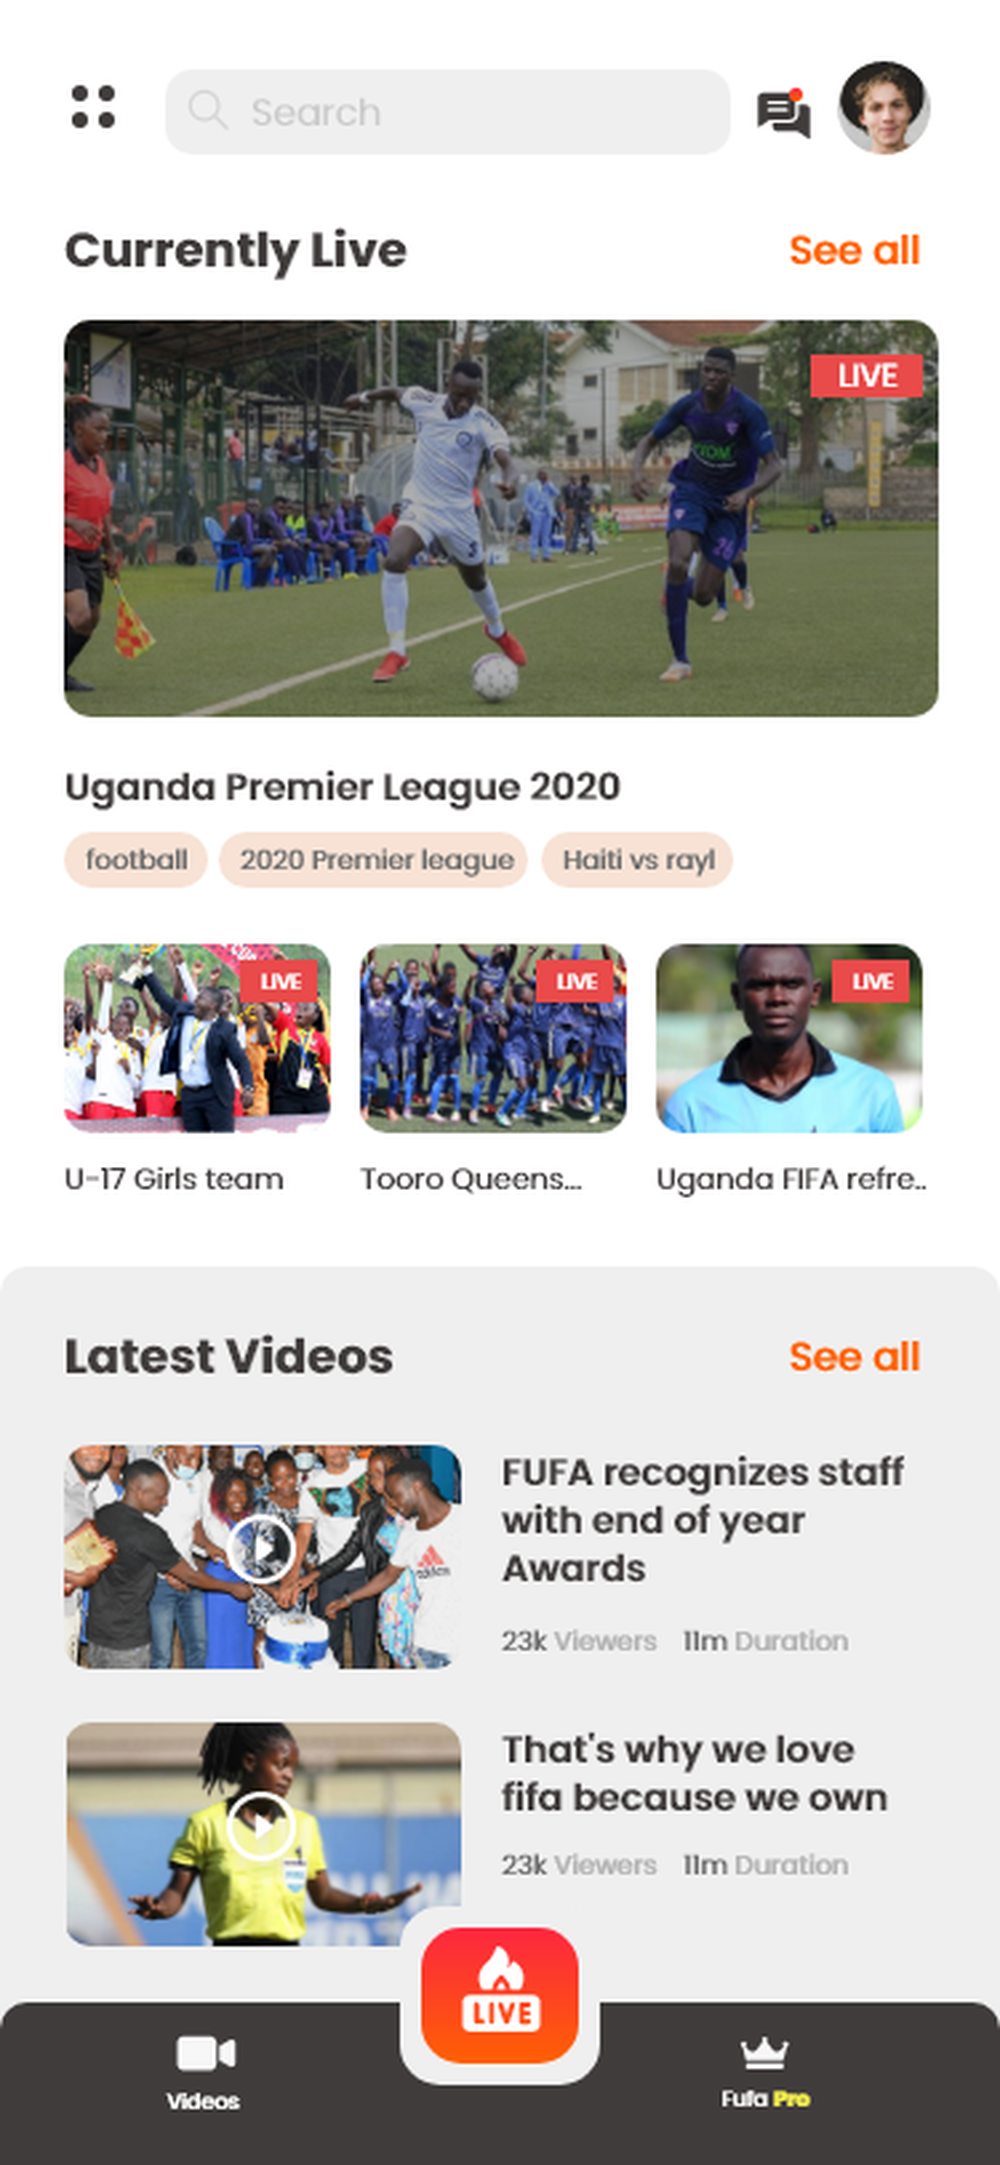 Search
Currently Live
See all
LIVE
Uganda Premier League 2020
football
2020 Premier league
Haiti vs rayl
LIVE
LIVE
LIVE
U-17 Girls team
Tooro Queens...
Uganda FIFA refre..
Latest Videos
See all
FUFA recognizes staff
with end of year
Awards
23k Viewers 11m Duration
That's why we love
fifa because we own
23k Viewers 11m Duration
LIVE
Videos
Fufa Pro